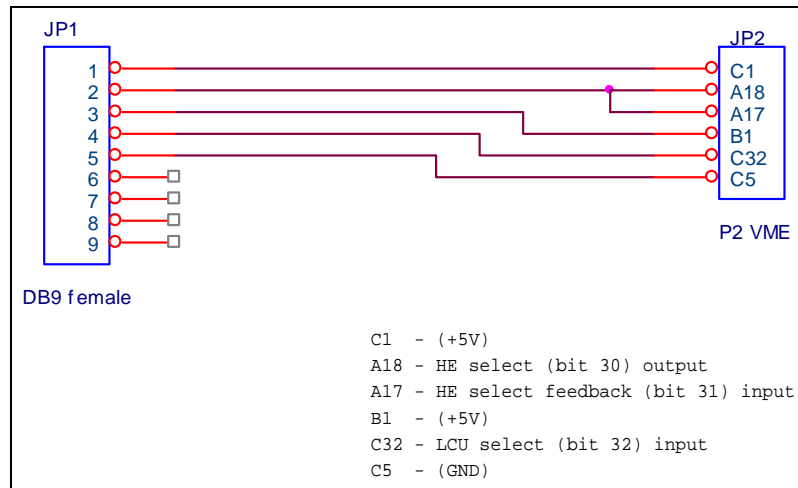 JP1
JP2
1
2
3
4
5
6
7
8
9
C1
A18
A17
B1
C32
C5
P2 VME
DB9 female
C1 - (+5V)
A18 - HE select (bit 30) output
A17 - HE select feedback (bit 31) input
B1 - (+5V)
C32 - LCU select (bit 32) input
C5 - (GND)